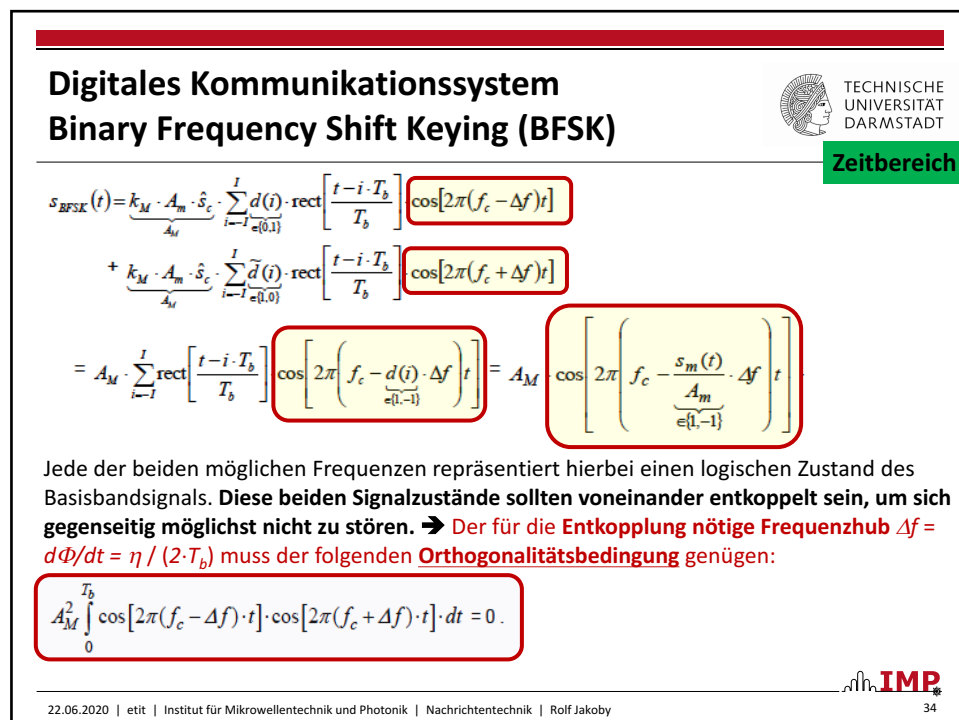 Digitales Kommunikationssystem
Binary Frequency Shift Keying (BFSK)
TECHNISCHE
UNIVERSITÄT
DARMSTADT
Zeitbereich
s_BFSK(t) = k_M · A_m · ŝ_c · ∑_{i=-I}^{I} d(i) · rect[(t − i · T_b)/T_b] · cos[2π(f_c − Δf)t]
A_M ∈{0,1}
+ k_M · A_m · ŝ_c · ∑_{i=-I}^{I} d̃(i) · rect[(t − i · T_b)/T_b] · cos[2π(f_c + Δf)t]
A_M ∈{1,0}
= A_M · ∑_{i=-I}^{I} rect[(t − i · T_b)/T_b] cos[2π(f_c − d(i) · Δf)t] = A_M cos[2π(f_c − s_m(t)/A_m · Δf)t]
∈{1,−1} ∈{1,−1}
Jede der beiden möglichen Frequenzen repräsentiert hierbei einen logischen Zustand des
Basisbandsignals. Diese beiden Signalzustände sollten voneinander entkoppelt sein, um sich
gegenseitig möglichst nicht zu stören. ➔ Der für die Entkopplung nötige Frequenzhub Δf =
dΦ/dt = η / (2·T_b) muss der folgenden Orthogonalitätsbedingung genügen:
A_M^2 ∫_0^{T_b} cos[2π(f_c − Δf) · t] · cos[2π(f_c + Δf) · t] · dt = 0 .
IMP
22.06.2020 | etit | Institut für Mikrowellentechnik und Photonik | Nachrichtentechnik | Rolf Jakoby
34